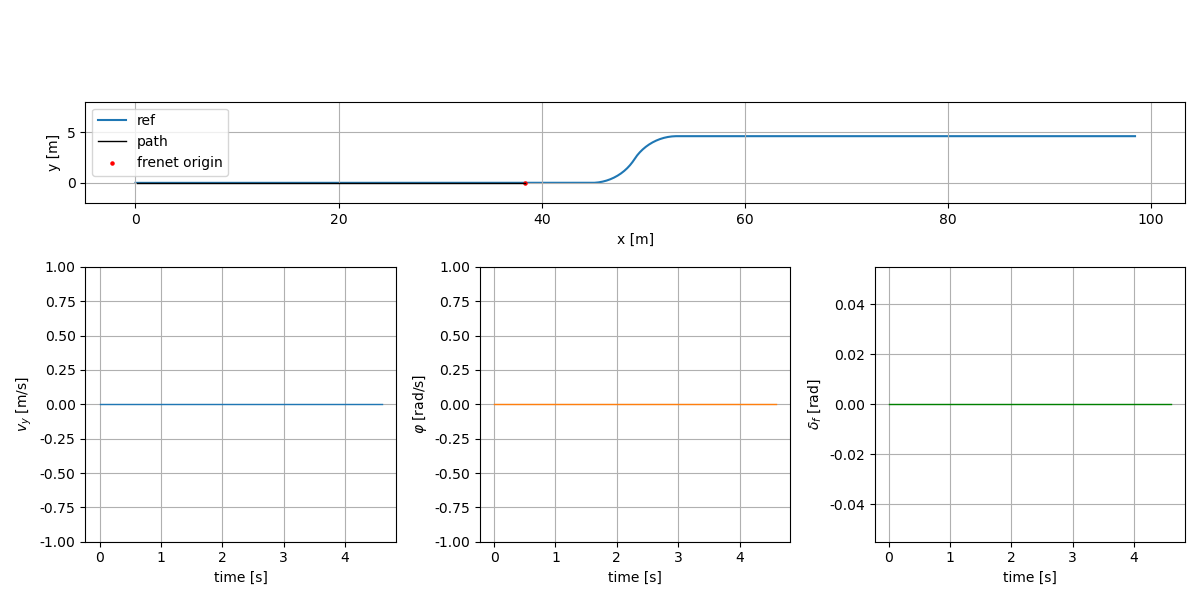 ref
path
frenet origin
y [m]
5
0
0 20 40 60 80 100
x [m]
1.00
0.75
0.50
0.25
0.00
-0.25
-0.50
-0.75
-1.00
v_y [m/s]
0 1 2 3 4
time [s]
1.00
0.75
0.50
0.25
0.00
-0.25
-0.50
-0.75
-1.00
φ [rad/s]
0 1 2 3 4
time [s]
0.04
0.02
0.00
-0.02
-0.04
δ_f [rad]
0 1 2 3 4
time [s]